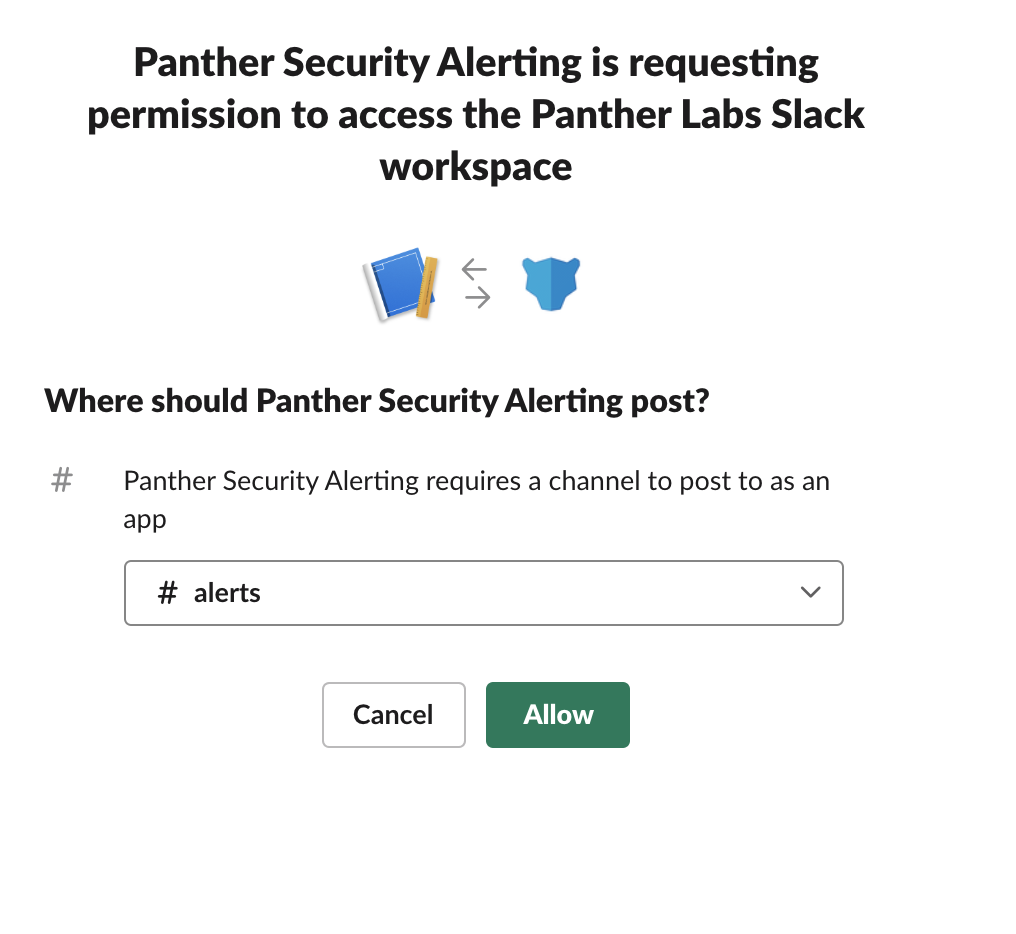 Panther Security Alerting is requesting
permission to access the Panther Labs Slack
workspace
Where should Panther Security Alerting post?
# Panther Security Alerting requires a channel to post to as an
app
# alerts
Cancel Allow